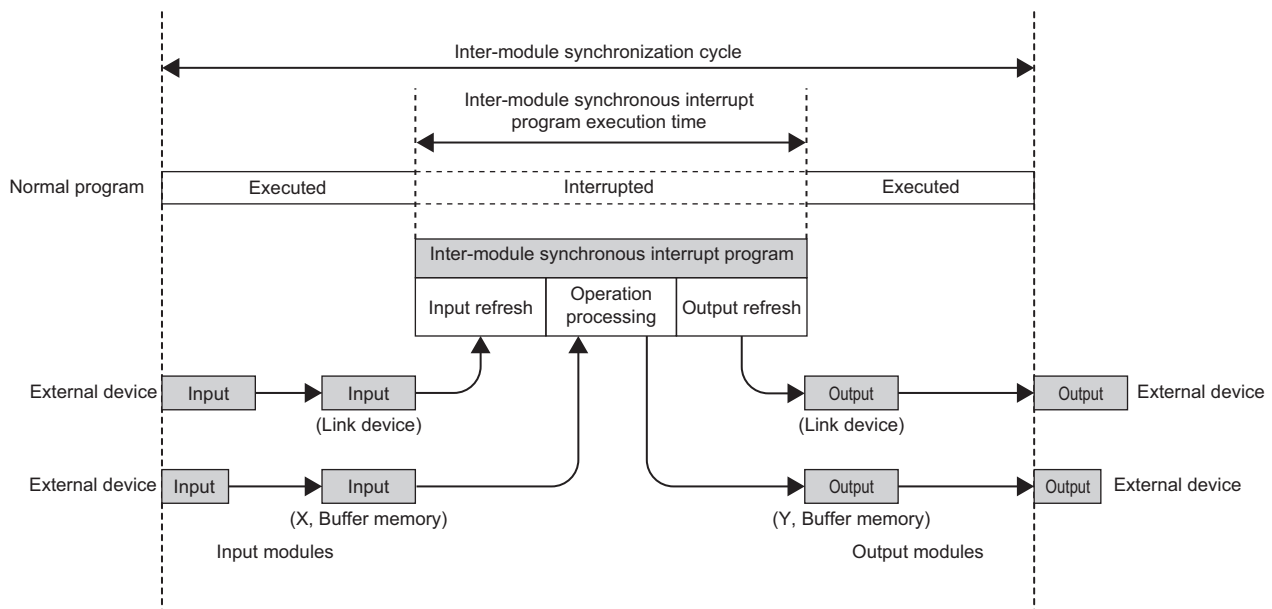 Inter-module synchronization cycle
Inter-module synchronous interrupt
program execution time
Normal program
Executed
Interrupted
Executed
Inter-module synchronous interrupt program
Input refresh
Operation
processing
Output refresh
External device
Input
Input
Output
Output
External device
(Link device)
(Link device)
External device
Input
Input
Output
Output
External device
(X, Buffer memory)
(Y, Buffer memory)
Input modules
Output modules